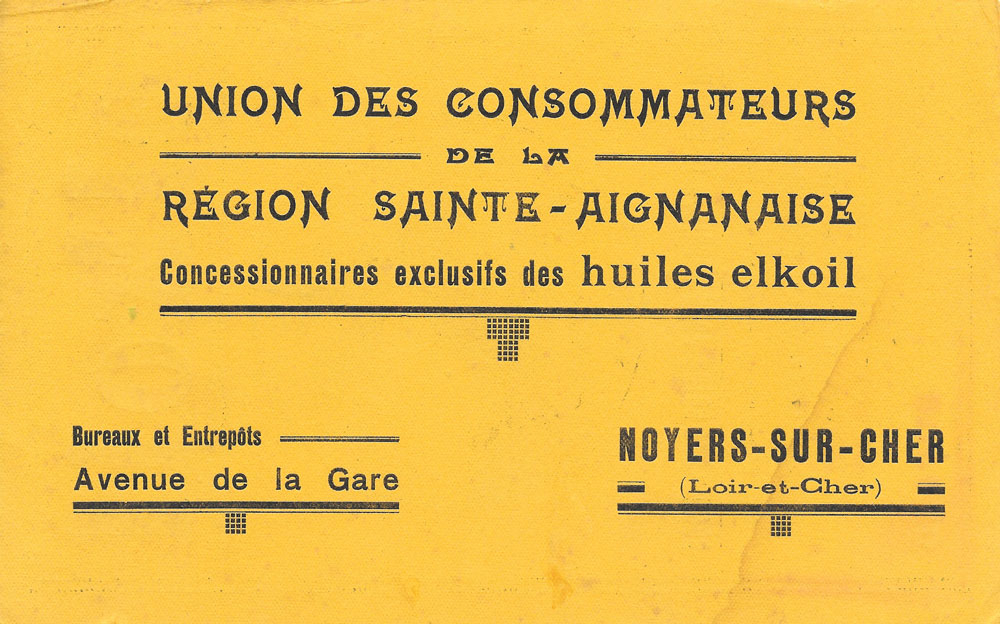 UNION DES CONSOMMATEURS
DE LA
RÉGION SAINTE-AIGNANAISE
Concessionnaires exclusifs des huiles elkoil
Bureaux et Entrepôts
Avenue de la Gare
NOYERS-SUR-CHER
(Loir-et-Cher)